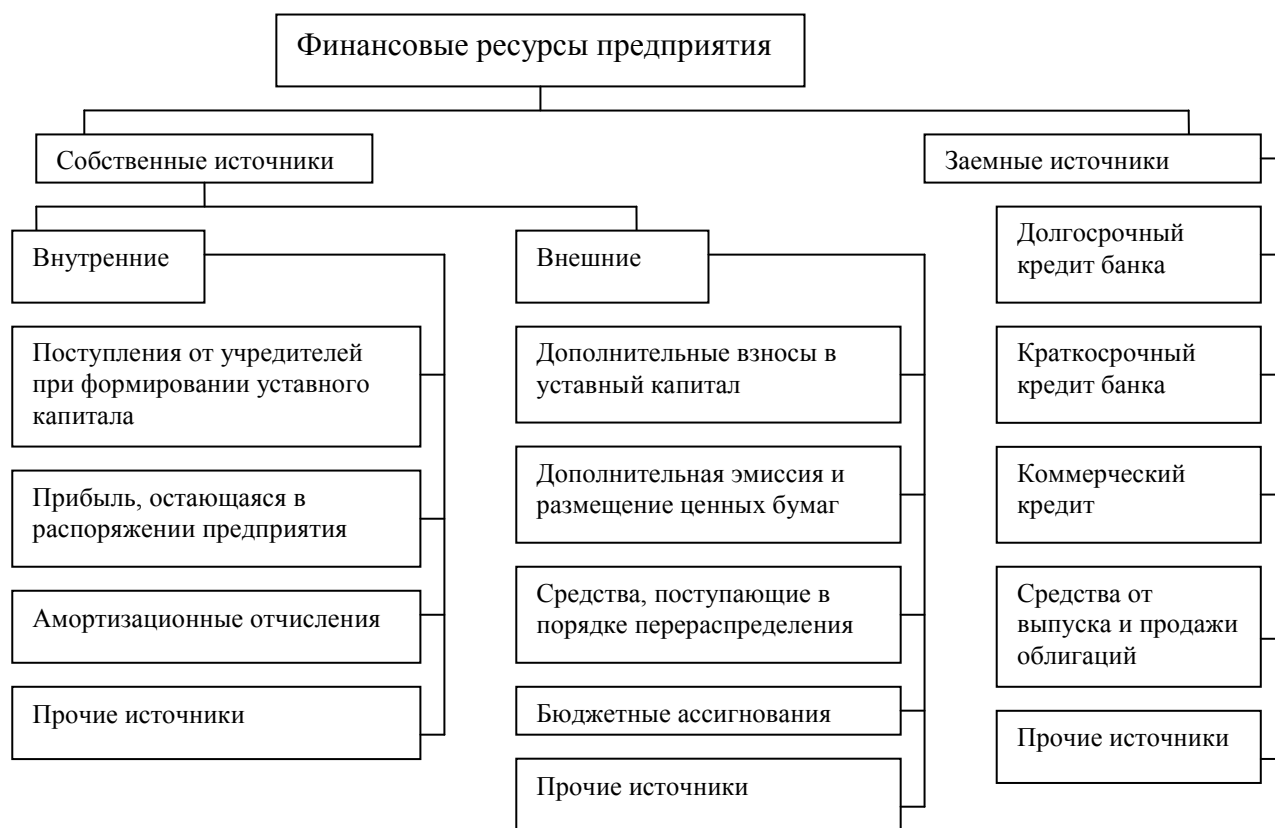 Финансовые ресурсы предприятия
Собственные источники
Заемные источники
Внутренние
Поступления от учредителей
при формировании уставного
капитала
Прибыль, остающаяся в
распоряжении предприятия
Амортизационные отчисления
Прочие источники
Внешние
Дополнительные взносы в
уставный капитал
Дополнительная эмиссия и
размещение ценных бумаг
Средства, поступающие в
порядке перераспределения
Бюджетные ассигнования
Прочие источники
Долгосрочный
кредит банка
Краткосрочный
кредит банка
Коммерческий
кредит
Средства от
выпуска и продажи
облигаций
Прочие источники